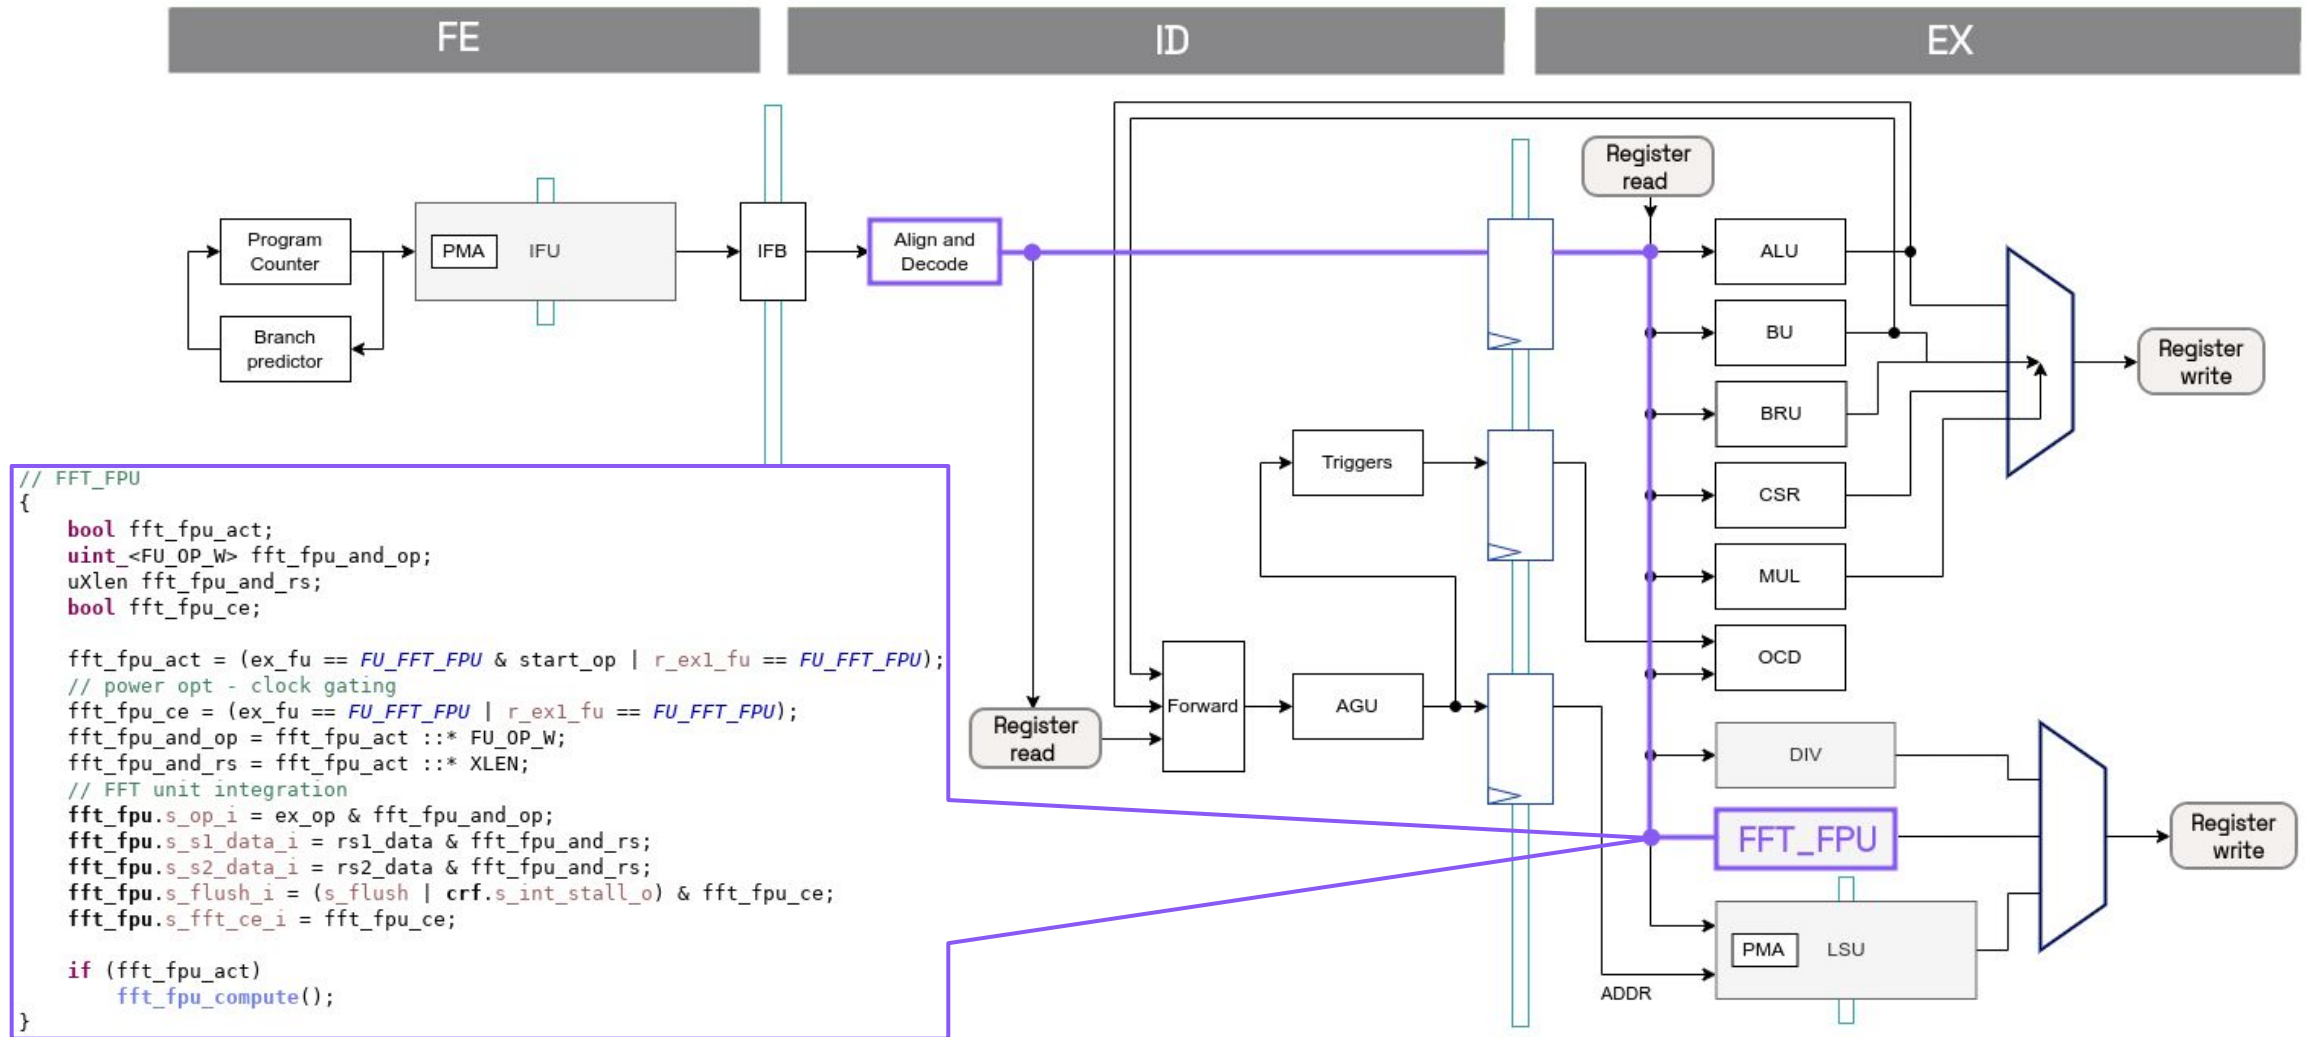 FE
ID
EX
Register
read
Program
Counter
PMA
IFU
IFB
Align and
Decode
ALU
Branch
predictor
BU
Register
write
BRU
Triggers
CSR
MUL
OCD
Forward
AGU
Register
read
DIV
FFT_FPU
Register
write
PMA
LSU
ADDR
// FFT_FPU
{
    bool fft_fpu_act;
    uint_<FU_OP_W> fft_fpu_and_op;
    uXlen fft_fpu_and_rs;
    bool fft_fpu_ce;
    fft_fpu_act = (ex_fu == FU_FFT_FPU & start_op | r_ex1_fu == FU_FFT_FPU);
    // power opt - clock gating
    fft_fpu_ce = (ex_fu == FU_FFT_FPU | r_ex1_fu == FU_FFT_FPU);
    fft_fpu_and_op = fft_fpu_act ::* FU_OP_W;
    fft_fpu_and_rs = fft_fpu_act ::* XLEN;
    // FFT unit integration
    fft_fpu.s_op_i = ex_op & fft_fpu_and_op;
    fft_fpu.s_s1_data_i = rs1_data & fft_fpu_and_rs;
    fft_fpu.s_s2_data_i = rs2_data & fft_fpu_and_rs;
    fft_fpu.s_flush_i = (s_flush | crf.s_int_stall_o) & fft_fpu_ce;
    fft_fpu.s_fft_ce_i = fft_fpu_ce;
    if (fft_fpu_act)
        fft_fpu_compute();
}